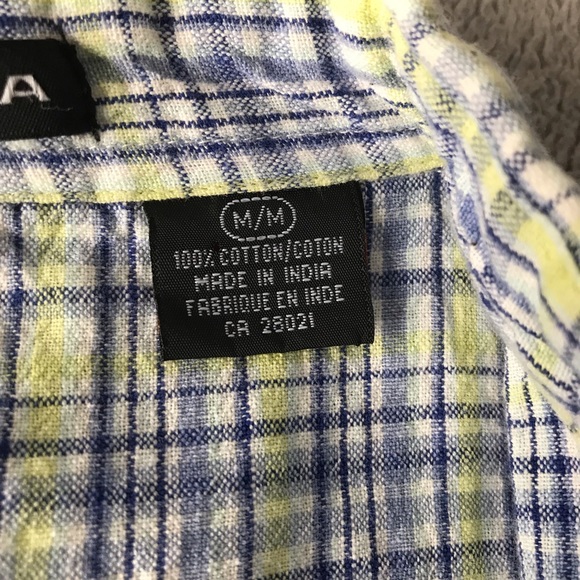 A
M/M
100% COTTON/COTON
MADE IN INDIA
FABRIQUE EN INDE
CA 28021